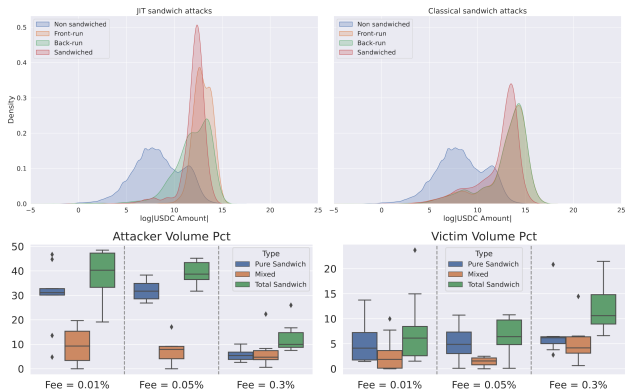 JIT sandwich attacks
Non sandwiched
Front-run
Back-run
Sandwiched
Density
0.5
0.4
0.3
0.2
0.1
0.0
−5 0 5 10 15 20 25
log|USDC Amount|
Classical sandwich attacks
Non sandwiched
Front-run
Back-run
Sandwiched
−5 0 5 10 15 20 25
log|USDC Amount|
Attacker Volume Pct
Type
Pure Sandwich
Mixed
Total Sandwich
50
40
30
20
10
0
Fee = 0.01% Fee = 0.05% Fee = 0.3%
Victim Volume Pct
Type
Pure Sandwich
Mixed
Total Sandwich
20
15
10
5
0
Fee = 0.01% Fee = 0.05% Fee = 0.3%